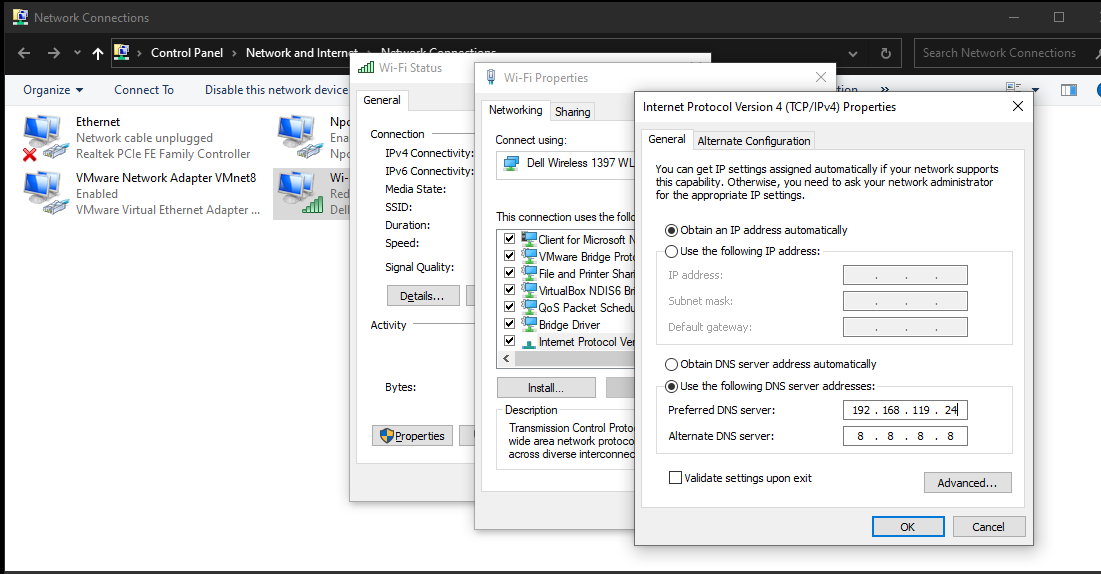 Network Connections
Control Panel
Network and Internet
Network Connections
Search Network Connections
Organize
Connect To
Disable this network device
Ethernet
Network cable unplugged
Realtek PCIe FE Family Controller
VMware Network Adapter VMnet8
Enabled
VMware Virtual Ethernet Adapter ...
Npc
Ena
Npc
Wi-
Red
Dell
Wi-Fi Status
General
Connection
IPv4 Connectivity:
IPv6 Connectivity:
Media State:
SSID:
Duration:
Speed:
Signal Quality:
Details...
Activity
Bytes:
Properties
Wi-Fi Properties
Networking
Sharing
Connect using:
Dell Wireless 1397 WL
This connection uses the follo
Client for Microsoft N
VMware Bridge Proto
File and Printer Shar
VirtualBox NDIS6 Bri
QoS Packet Schedu
Bridge Driver
Internet Protocol Ver
Install...
Description
Transmission Control Proto
wide area network protoco
across diverse interconnec
Internet Protocol Version 4 (TCP/IPv4) Properties
General
Alternate Configuration
You can get IP settings assigned automatically if your network supports
this capability. Otherwise, you need to ask your network administrator
for the appropriate IP settings.
Obtain an IP address automatically
Use the following IP address:
IP address:
. . .
Subnet mask:
. . .
Default gateway:
. . .
Obtain DNS server address automatically
Use the following DNS server addresses:
Preferred DNS server:
192 . 168 . 119 . 24
Alternate DNS server:
8 . 8 . 8 . 8
Validate settings upon exit
Advanced...
OK
Cancel